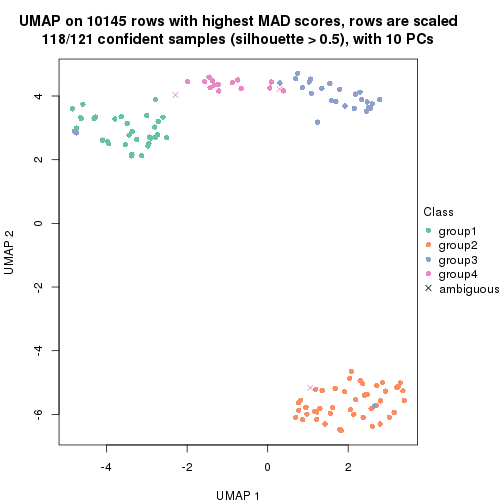 UMAP on 10145 rows with highest MAD scores, rows are scaled
118/121 confident samples (silhouette > 0.5), with 10 PCs
4
2
0
-2
-4
-6
UMAP 2
-4
-2
0
2
UMAP 1
Class
group1
group2
group3
group4
ambiguous